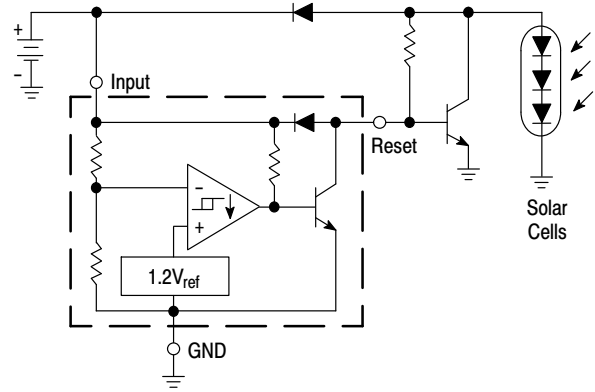 +
-
Input
Reset
Solar
Cells
-
+
1.2Vref
GND